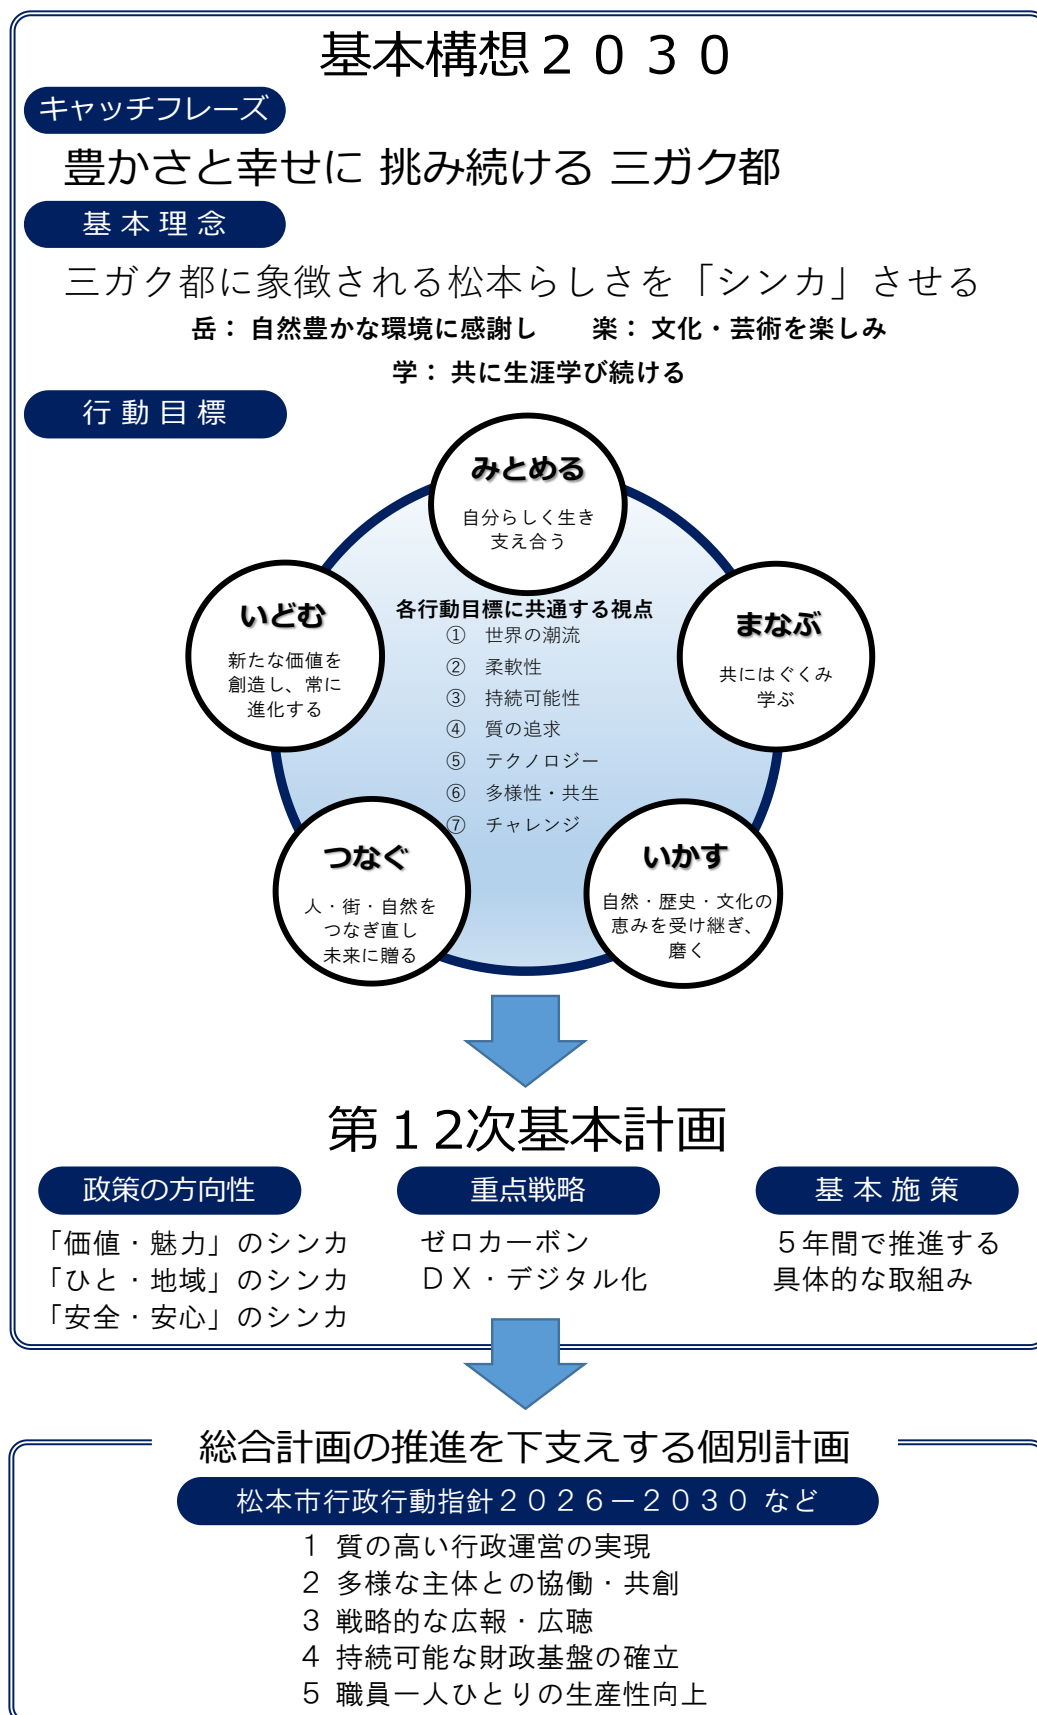 基本構想２０３０
キャッチフレーズ
豊かさと幸せに 挑み続ける 三ガク都
基本理念
三ガク都に象徴される松本らしさを「シンカ」させる
岳： 自然豊かな環境に感謝し　　楽： 文化・芸術を楽しみ
学： 共に生涯学び続ける
行動目標
みとめる
自分らしく生き
支え合う
いどむ
新たな価値を
創造し、常に
進化する
まなぶ
共にはぐくみ
学ぶ
各行動目標に共通する視点
①　世界の潮流
②　柔軟性
③　持続可能性
④　質の追求
⑤　テクノロジー
⑥　多様性・共生
⑦　チャレンジ
つなぐ
人・街・自然を
つなぎ直し
未来に贈る
いかす
自然・歴史・文化の
恵みを受け継ぎ、
磨く
第１2次基本計画
政策の方向性
「価値・魅力」のシンカ
「ひと・地域」のシンカ
「安全・安心」のシンカ
重点戦略
ゼロカーボン
ＤＸ・デジタル化
基本施策
５年間で推進する
具体的な取組み
総合計画の推進を下支えする個別計画
松本市行政行動指針２０２６－２０３０ など
1 質の高い行政運営の実現
2 多様な主体との協働・共創
3 戦略的な広報・広聴
4 持続可能な財政基盤の確立
5 職員一人ひとりの生産性向上